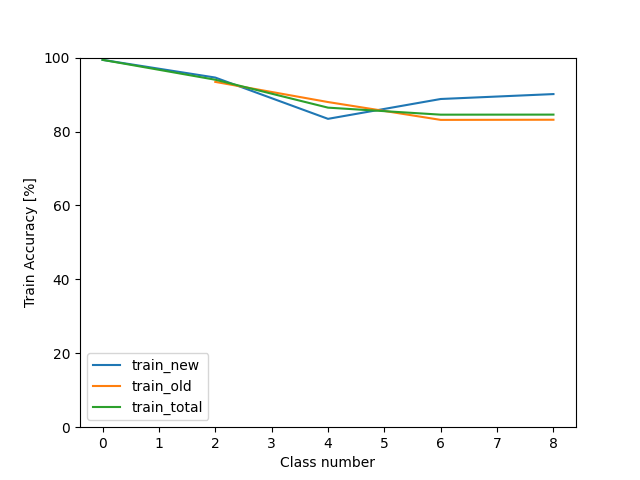 100
80
60
40
20
0
Train Accuracy [%]
train_new
train_old
train_total
0 1 2 3 4 5 6 7 8
Class number